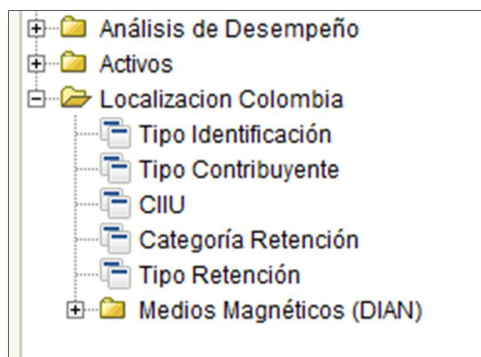 Análisis de Desempeño
Activos
Localizacion Colombia
Tipo Identificación
Tipo Contribuyente
CIIU
Categoría Retención
Tipo Retención
Medios Magnéticos (DIAN)